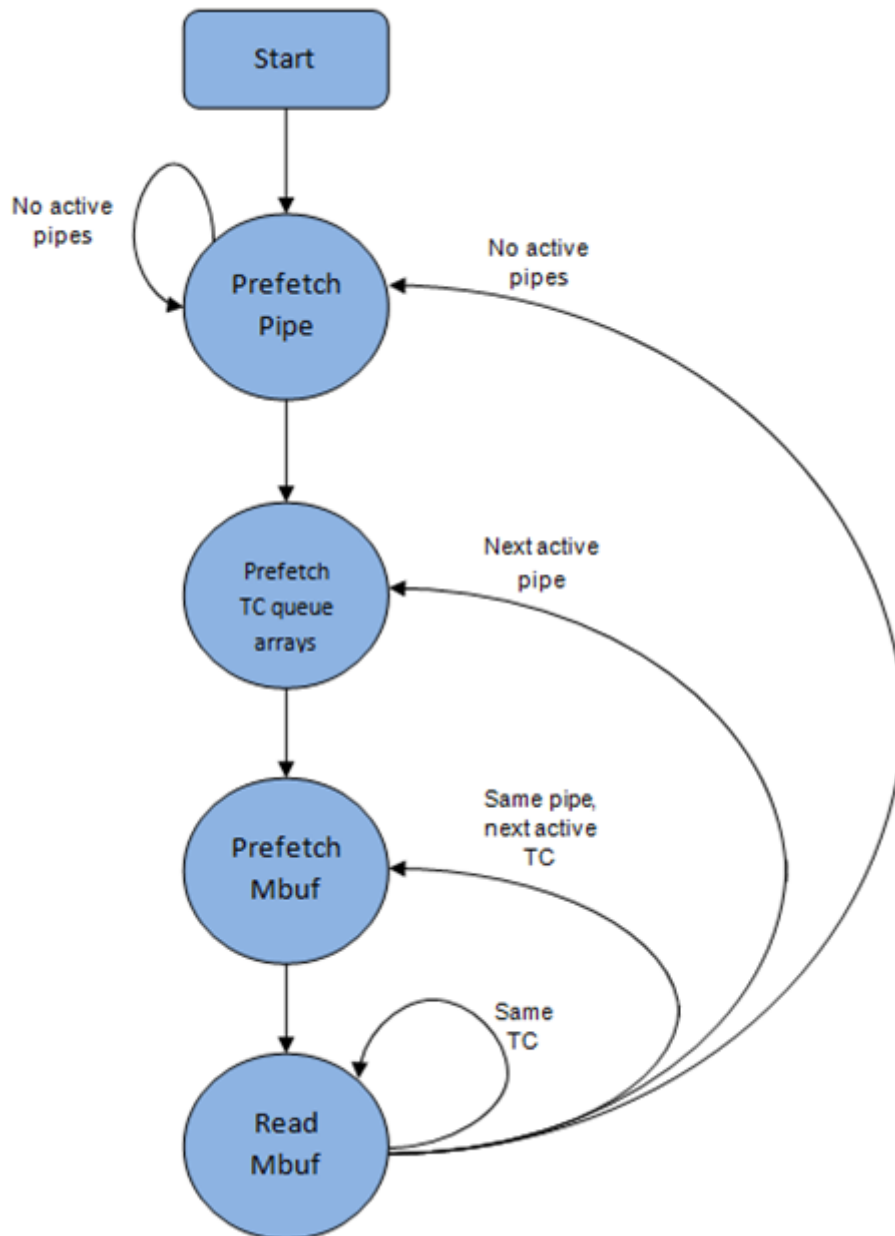 Start
No active
pipes
Prefetch
Pipe
No active
pipes
Prefetch
TC queue
arrays
Next active
pipe
Same pipe,
next active
TC
Prefetch
Mbuf
Same
TC
Read
Mbuf